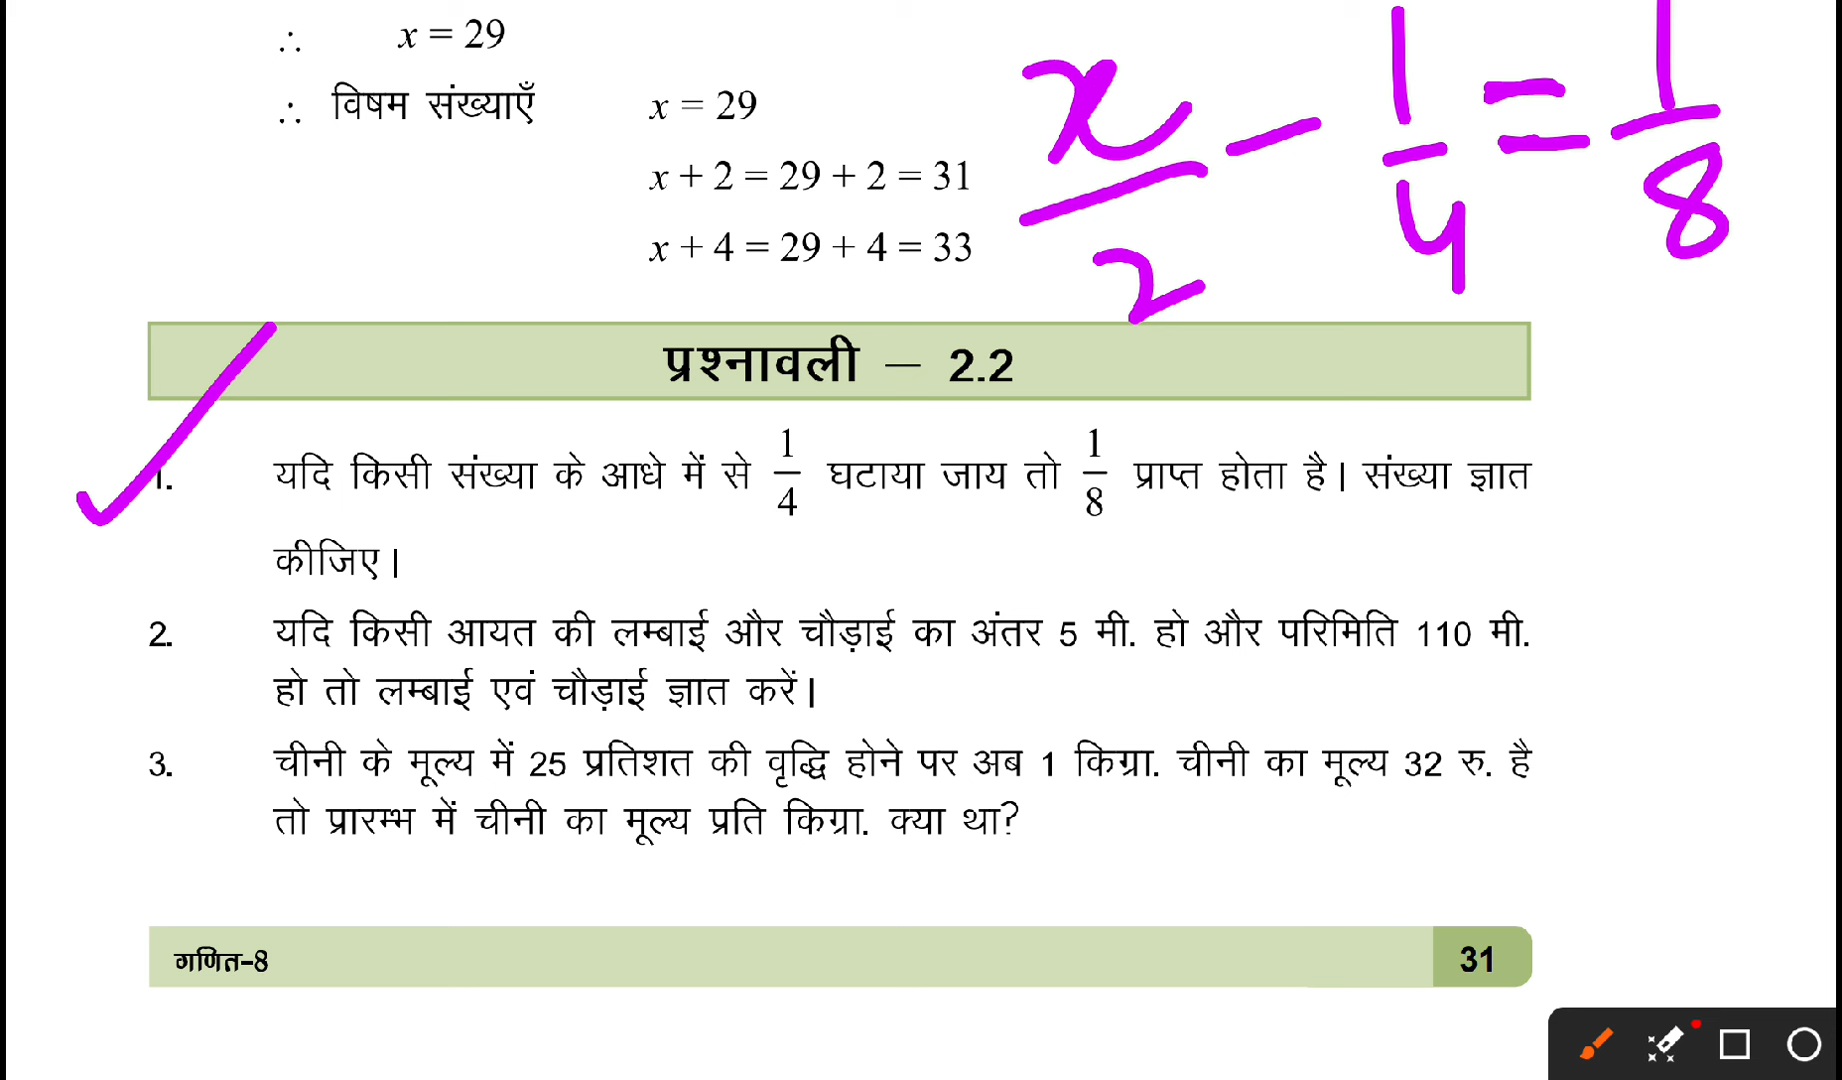 ∴ x = 29
∴ विषम संख्याएँ x = 29
x + 2 = 29 + 2 = 31
x + 4 = 29 + 4 = 33
x/2 - 1/4 = 1/8
प्रश्नावली – 2.2
1. यदि किसी संख्या के आधे में से 1/4 घटाया जाय तो 1/8 प्राप्त होता है। संख्या ज्ञात
कीजिए।
2. यदि किसी आयत की लम्बाई और चौड़ाई का अंतर 5 मी. हो और परिमिति 110 मी.
हो तो लम्बाई एवं चौड़ाई ज्ञात करें।
3. चीनी के मूल्य में 25 प्रतिशत की वृद्धि होने पर अब 1 किग्रा. चीनी का मूल्य 32 रु. है
तो प्रारम्भ में चीनी का मूल्य प्रति किग्रा. क्या था?
गणित-8 31